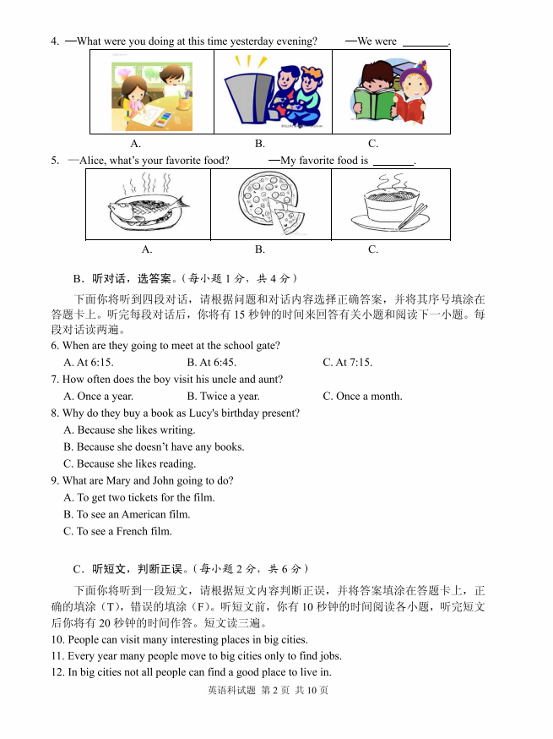 4. —What were you doing at this time yesterday evening? —We were ________.
A. B. C.
5. —Alice, what's your favorite food? —My favorite food is _______.
A. B. C.
B．听对话，选答案。（每小题 1 分，共 4 分）
下面你将听到四段对话，请根据问题和对话内容选择正确答案，并将其序号填涂在
答题卡上。听完每段对话后，你将有 15 秒钟的时间来回答有关小题和阅读下一小题。每
段对话读两遍。
6. When are they going to meet at the school gate?
A. At 6:15. B. At 6:45. C. At 7:15.
7. How often does the boy visit his uncle and aunt?
A. Once a year. B. Twice a year. C. Once a month.
8. Why do they buy a book as Lucy's birthday present?
A. Because she likes writing.
B. Because she doesn't have any books.
C. Because she likes reading.
9. What are Mary and John going to do?
A. To get two tickets for the film.
B. To see an American film.
C. To see a French film.
C．听短文，判断正误。（每小题 2 分，共 6 分）
下面你将听到一段短文，请根据短文内容判断正误，并将答案填涂在答题卡上，正
确的填涂（T），错误的填涂（F）。听短文前，你有 10 秒钟的时间阅读各小题，听完短文
后你将有 20 秒钟的时间作答。短文读三遍。
10. People can visit many interesting places in big cities.
11. Every year many people move to big cities only to find jobs.
12. In big cities not all people can find a good place to live in.
英语科试题 第 2 页 共 10 页